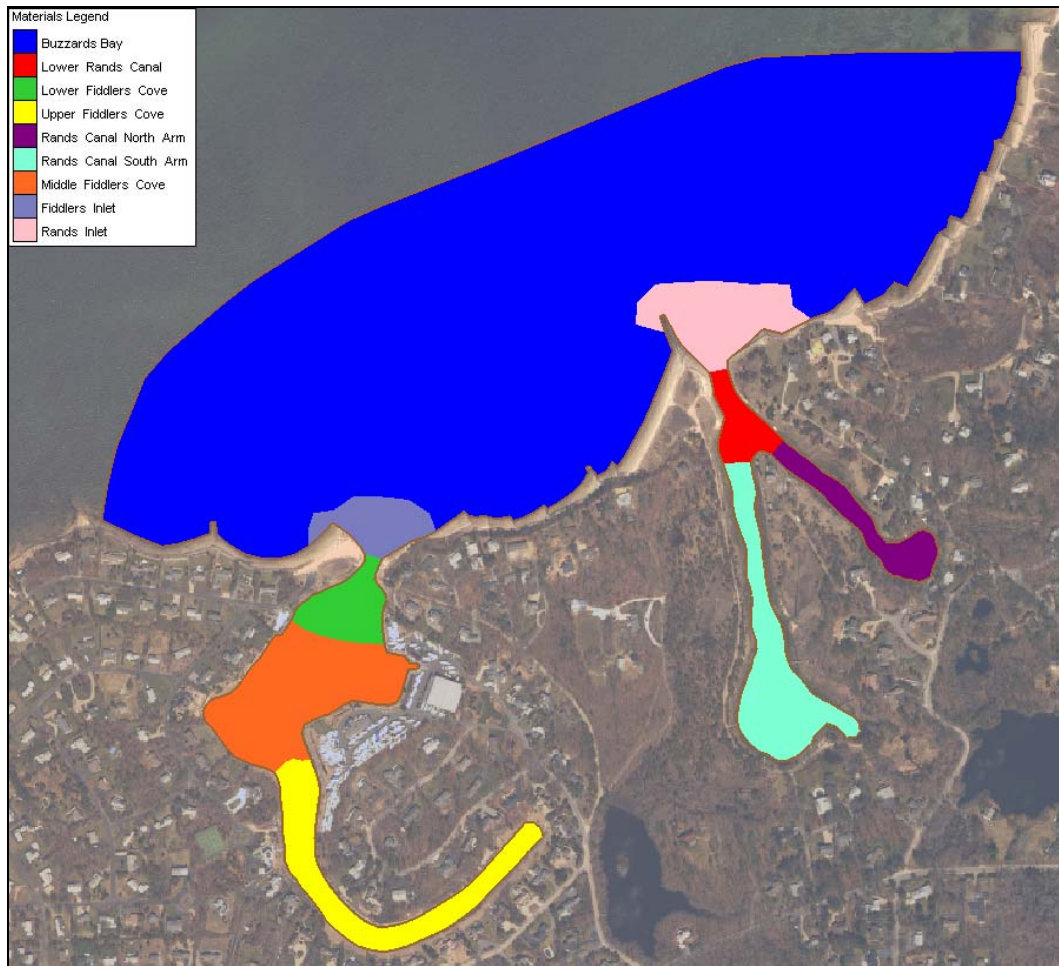 Materials Legend
Buzzards Bay
Lower Rands Canal
Lower Fiddlers Cove
Upper Fiddlers Cove
Rands Canal North Arm
Rands Canal South Arm
Middle Fiddlers Cove
Fiddlers Inlet
Rands Inlet